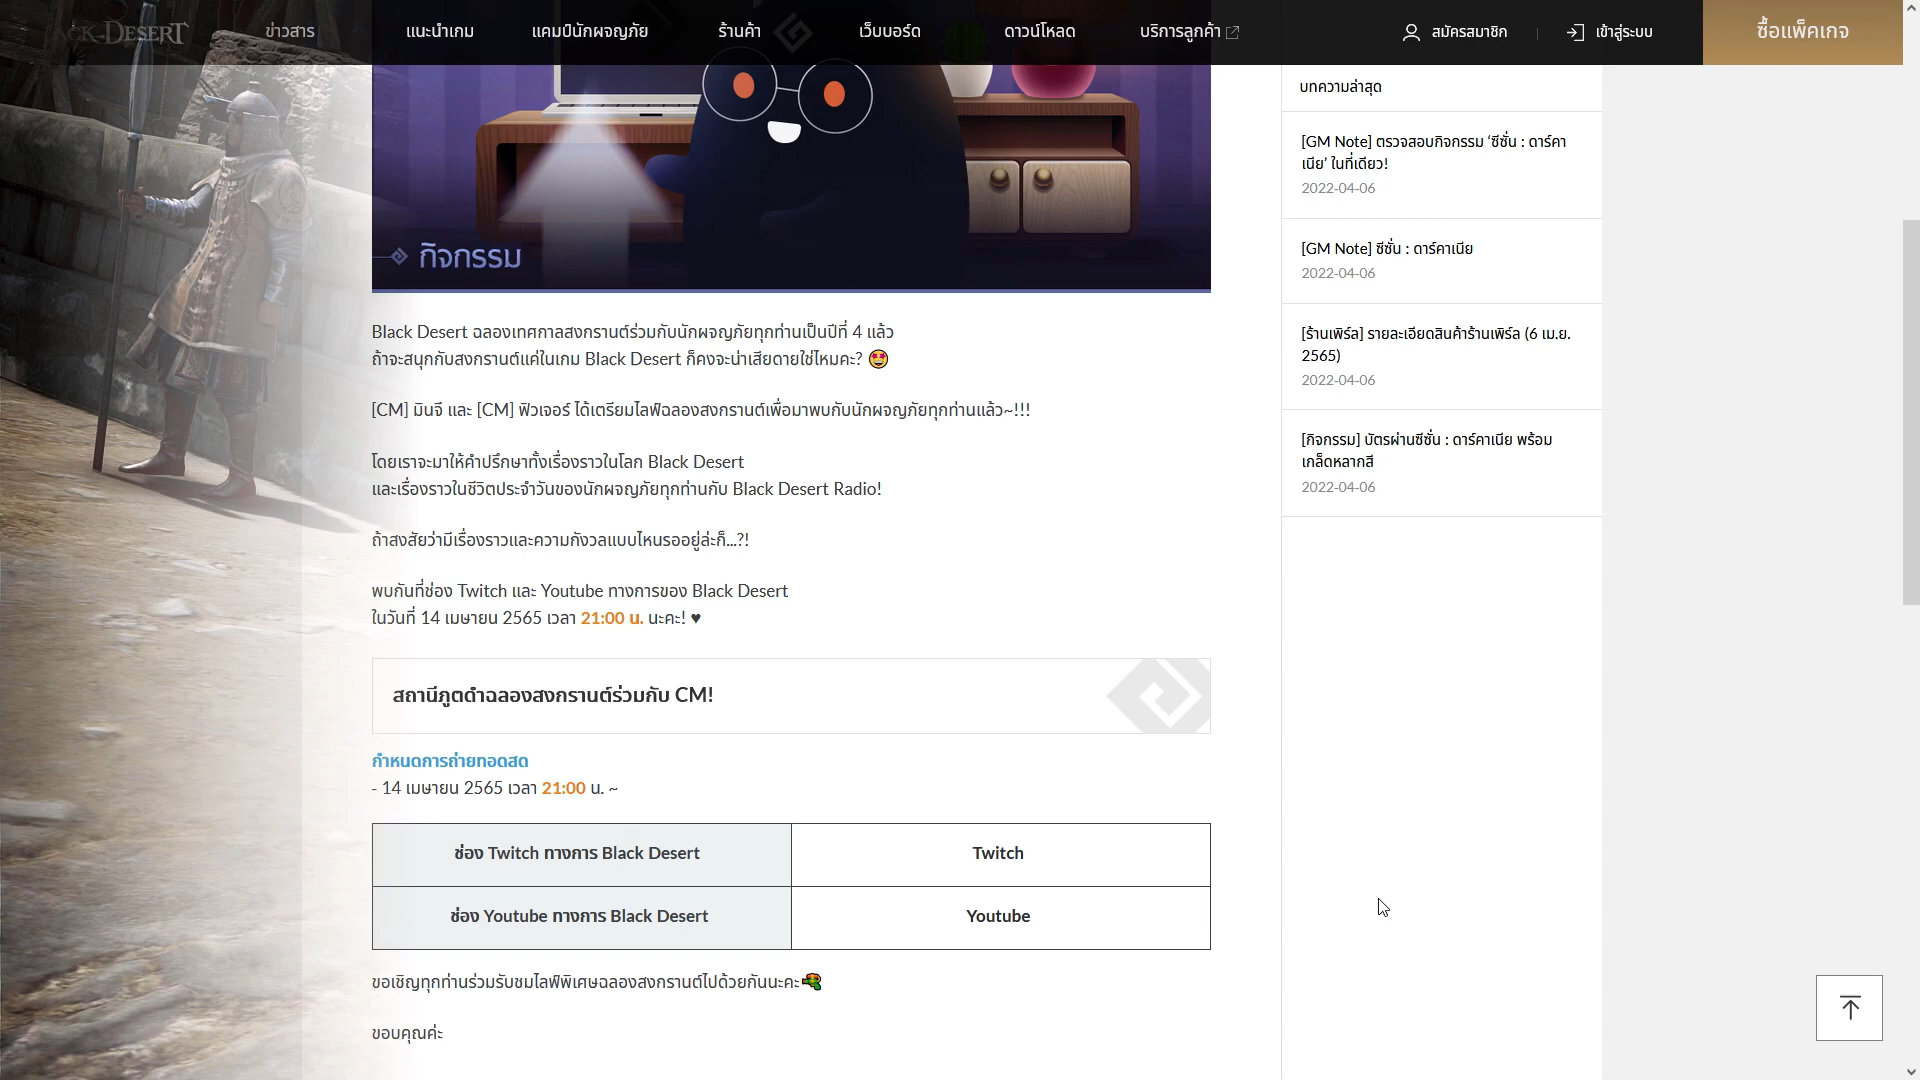 BLACK DESERT
ข่าวสาร
แนะนำเกม
แคมป์นักผจญภัย
ร้านค้า
เว็บบอร์ด
ดาวน์โหลด
บริการลูกค้า
สมัครสมาชิก
เข้าสู่ระบบ
ซื้อแพ็คเกจ
กิจกรรม
Black Desert ฉลองเทศกาลสงกรานต์ร่วมกับนักผจญภัยทุกท่านเป็นปีที่ 4 แล้ว
ถ้าจะสนุกกับสงกรานต์แค่ในเกม Black Desert ก็คงจะน่าเสียดายใช่ไหมคะ? 🤩
[CM] มินจี และ [CM] ฟิวเจอร์ ได้เตรียมไลฟ์ฉลองสงกรานต์เพื่อมาพบกับนักผจญภัยทุกท่านแล้ว~!!!
โดยเราจะมาให้คำปรึกษาทั้งเรื่องราวในโลก Black Desert
และเรื่องราวในชีวิตประจำวันของนักผจญภัยทุกท่านกับ Black Desert Radio!
ถ้าสงสัยว่ามีเรื่องราวและความกังวลแบบไหนรออยู่ล่ะก็...?!
พบกันที่ช่อง Twitch และ Youtube ทางการของ Black Desert
ในวันที่ 14 เมษายน 2565 เวลา 21:00 น. นะคะ! ♥
สถานีภูตดำฉลองสงกรานต์ร่วมกับ CM!
กำหนดการถ่ายทอดสด
- 14 เมษายน 2565 เวลา 21:00 น. ~
ช่อง Twitch ทางการ Black Desert
Twitch
ช่อง Youtube ทางการ Black Desert
Youtube
ขอเชิญทุกท่านร่วมรับชมไลฟ์พิเศษฉลองสงกรานต์ไปด้วยกันนะคะ🔫
ขอบคุณค่ะ
บทความล่าสุด
[GM Note] ตรวจสอบกิจกรรม ‘ซีซั่น : ดาร์คา
เนีย’ ในที่เดียว!
2022-04-06
[GM Note] ซีซั่น : ดาร์คาเนีย
2022-04-06
[ร้านเพิร์ล] รายละเอียดสินค้าร้านเพิร์ล (6 เม.ย.
2565)
2022-04-06
[กิจกรรม] บัตรผ่านซีซั่น : ดาร์คาเนีย พร้อม
เกล็ดหลากสี
2022-04-06